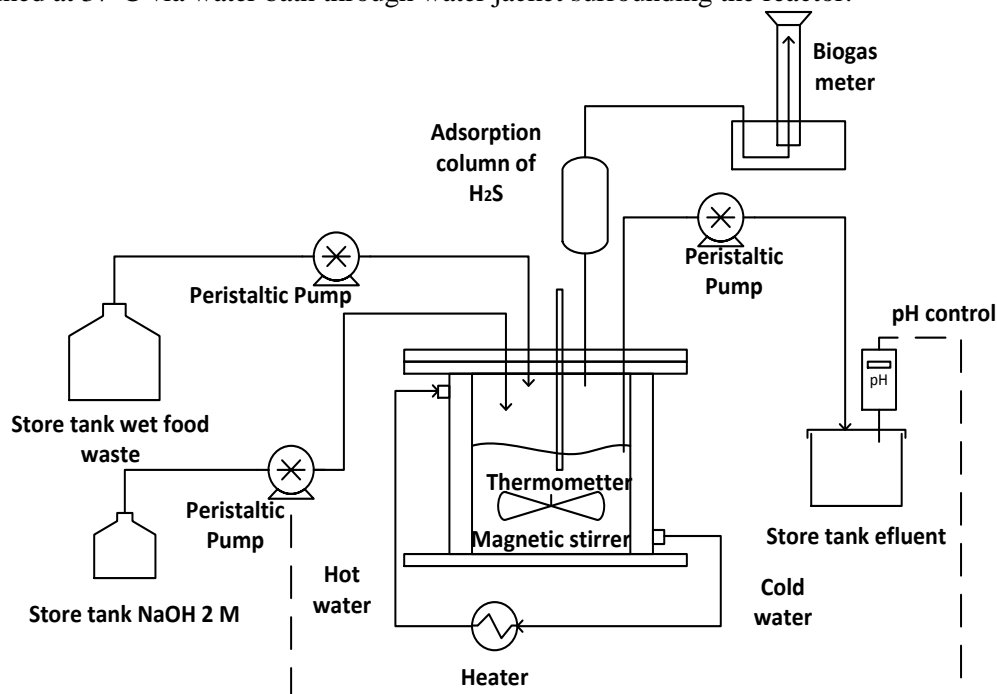 ned at 37 °C via water bath through water jacket surrounding the reactor.
Biogas
meter
Adsorption
column of
H2S
Peristaltic Pump
Peristaltic
Pump
pH control
pH
Store tank wet food
waste
Peristaltic
Pump
Thermometter
Magnetic stirrer
Store tank efluent
Store tank NaOH 2 M
Hot
water
Cold
water
Heater